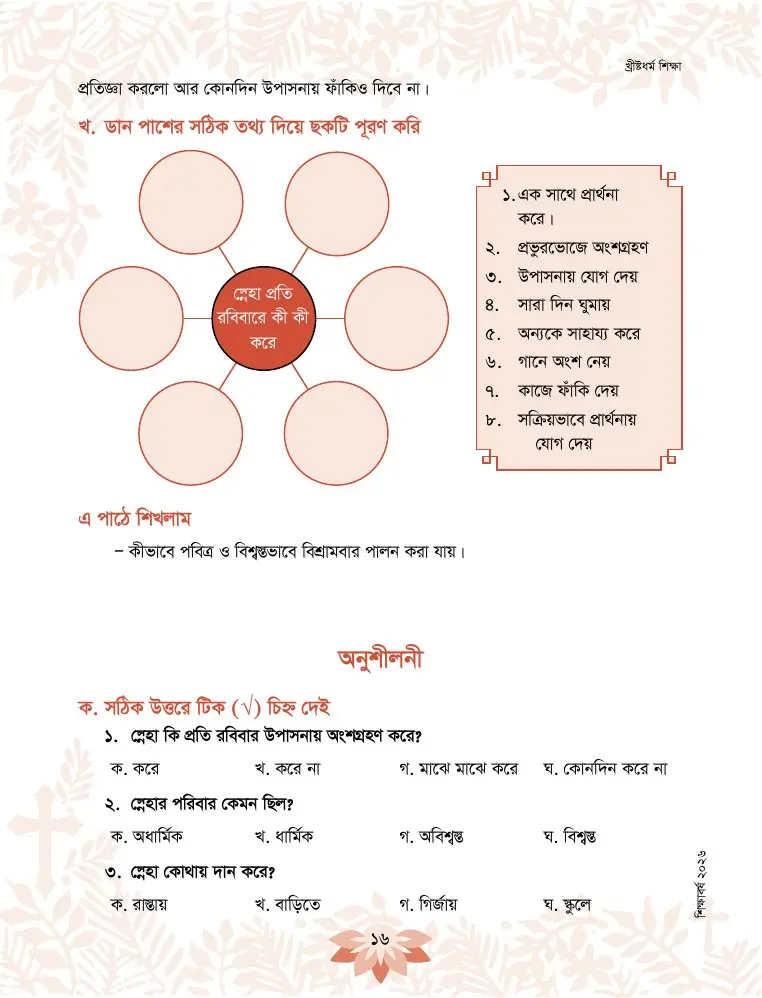 খ্রীষ্টধর্ম শিক্ষা
প্রতিজ্ঞা করলো আর কোনদিন উপাসনায় ফাঁকিও দিবে না।
খ. ডান পাশের সঠিক তথ্য দিয়ে ছকটি পূরণ করি
স্নেহা প্রতি
রবিবারে কী কী
করে
১. এক সাথে প্রার্থনা
করে।
২. প্রভুরভোজে অংশগ্রহণ
৩. উপাসনায় যোগ দেয়
৪. সারা দিন ঘুমায়
৫. অন্যকে সাহায্য করে
৬. গানে অংশ নেয়
৭. কাজে ফাঁকি দেয়
৮. সক্রিয়ভাবে প্রার্থনায়
যোগ দেয়
এ পাঠে শিখলাম
– কীভাবে পবিত্র ও বিশ্বস্তভাবে বিশ্রামবার পালন করা যায়।
অনুশীলনী
ক. সঠিক উত্তরে টিক (√) চিহ্ন দেই
১. স্নেহা কি প্রতি রবিবার উপাসনায় অংশগ্রহণ করে?
ক. করে খ. করে না গ. মাঝে মাঝে করে ঘ. কোনদিন করে না
২. স্নেহার পরিবার কেমন ছিল?
ক. অধার্মিক খ. ধার্মিক গ. অবিশ্বস্ত ঘ. বিশ্বস্ত
৩. স্নেহা কোথায় দান করে?
ক. রাস্তায় খ. বাড়িতে গ. গির্জায় ঘ. স্কুলে
শিক্ষাবর্ষ ২০২৬
১৬